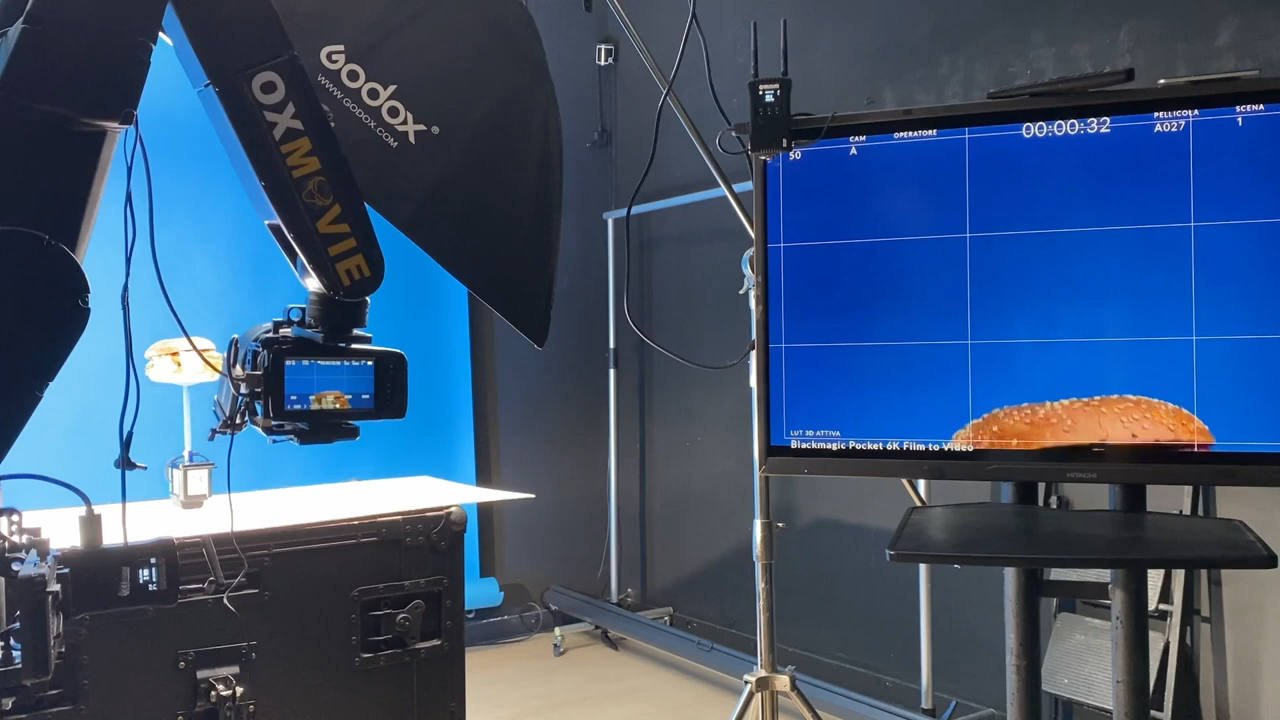 GODOX®
WWW.GODOX.COM
OXMOVIE
50
CAM
A
OPERATORE
00:00:32
PELLICOLA
A027
SCENA
1
LUT 3D ATTIVA
Blackmagic Pocket 6K Film to Video
HITACHI